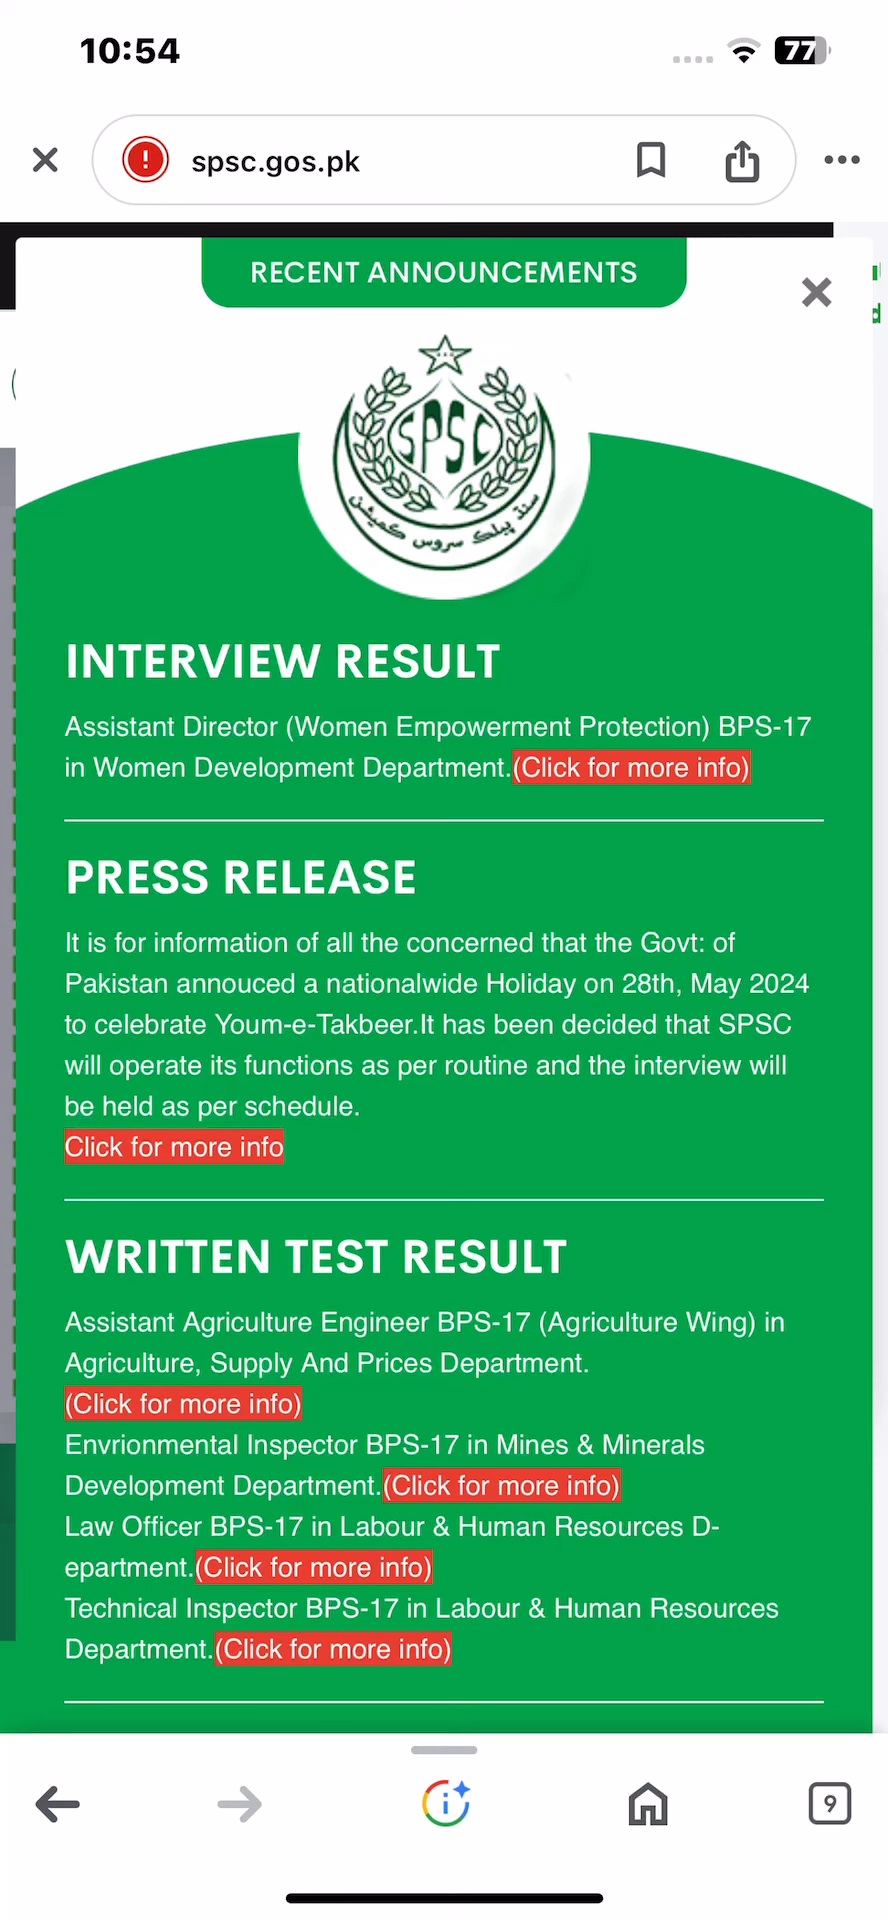 10:54
77
spsc.gos.pk
RECENT ANNOUNCEMENTS
SPSC
سنڌ پبلک سروس کمیشن
INTERVIEW RESULT
Assistant Director (Women Empowerment Protection) BPS-17
in Women Development Department.(Click for more info)
PRESS RELEASE
It is for information of all the concerned that the Govt: of
Pakistan annouced a nationalwide Holiday on 28th, May 2024
to celebrate Youm-e-Takbeer.It has been decided that SPSC
will operate its functions as per routine and the interview will
be held as per schedule.
Click for more info
WRITTEN TEST RESULT
Assistant Agriculture Engineer BPS-17 (Agriculture Wing) in
Agriculture, Supply And Prices Department.
(Click for more info)
Envrionmental Inspector BPS-17 in Mines & Minerals
Development Department.(Click for more info)
Law Officer BPS-17 in Labour & Human Resources D-
epartment.(Click for more info)
Technical Inspector BPS-17 in Labour & Human Resources
Department.(Click for more info)
9